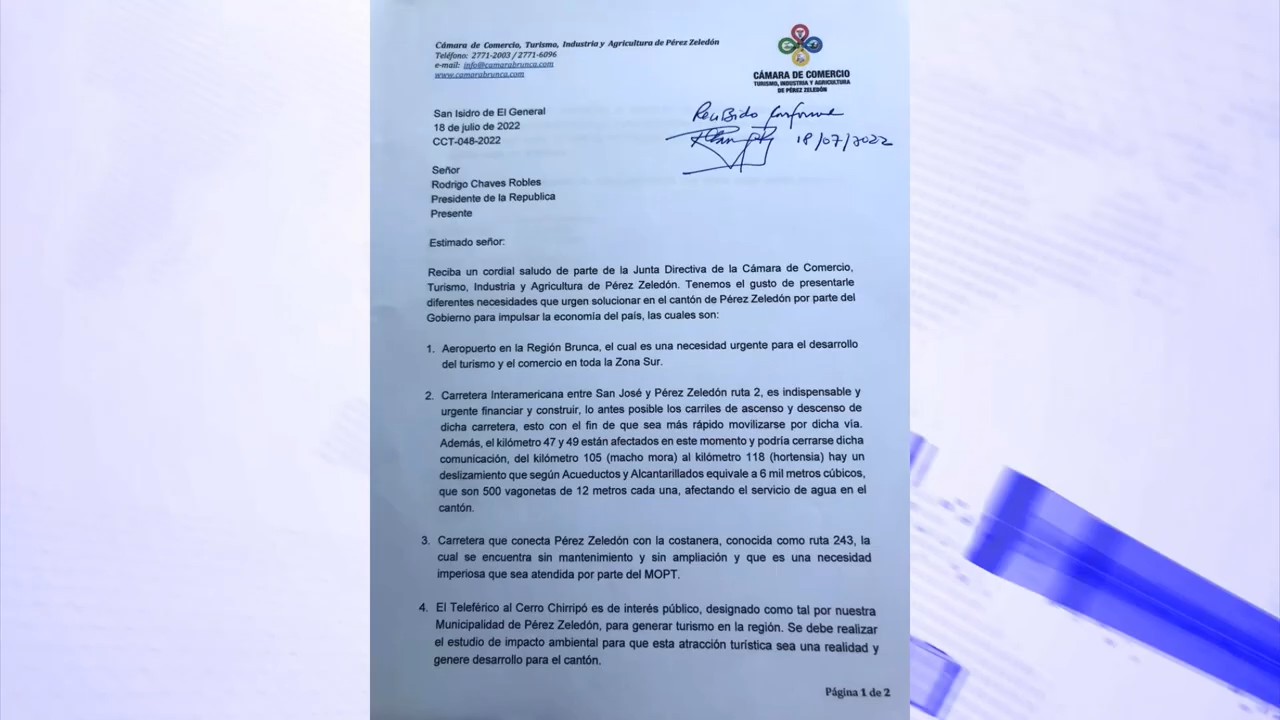 Cámara de Comercio, Turismo, Industria y Agricultura de Pérez Zeledón
Teléfono: 2771-2003 / 2771-6096
e-mail: info@camarabrunca.com
www.camarabrunca.com
CÁMARA DE COMERCIO
TURISMO, INDUSTRIA Y AGRICULTURA
DE PÉREZ ZELEDÓN
Recibido Conforme
18/07/2022
San Isidro de El General
18 de julio de 2022
CCT-048-2022
Señor
Rodrigo Chaves Robles
Presidente de la Republica
Presente
Estimado señor:
Reciba un cordial saludo de parte de la Junta Directiva de la Cámara de Comercio,
Turismo, Industria y Agricultura de Pérez Zeledón. Tenemos el gusto de presentarle
diferentes necesidades que urgen solucionar en el cantón de Pérez Zeledón por parte del
Gobierno para impulsar la economía del país, las cuales son:
1. Aeropuerto en la Región Brunca, el cual es una necesidad urgente para el desarrollo
del turismo y el comercio en toda la Zona Sur.
2. Carretera Interamericana entre San José y Pérez Zeledón ruta 2, es indispensable y
urgente financiar y construir, lo antes posible los carriles de ascenso y descenso de
dicha carretera, esto con el fin de que sea más rápido movilizarse por dicha vía.
Además, el kilómetro 47 y 49 están afectados en este momento y podría cerrarse dicha
comunicación, del kilómetro 105 (macho mora) al kilómetro 118 (hortensia) hay un
deslizamiento que según Acueductos y Alcantarillados equivale a 6 mil metros cúbicos,
que son 500 vagonetas de 12 metros cada una, afectando el servicio de agua en el
cantón.
3. Carretera que conecta Pérez Zeledón con la costanera, conocida como ruta 243, la
cual se encuentra sin mantenimiento y sin ampliación y que es una necesidad
imperiosa que sea atendida por parte del MOPT.
4. El Teleférico al Cerro Chirripó es de interés público, designado como tal por nuestra
Municipalidad de Pérez Zeledón, para generar turismo en la región. Se debe realizar
el estudio de impacto ambiental para que esta atracción turística sea una realidad y
genere desarrollo para el cantón.
Página 1 de 2